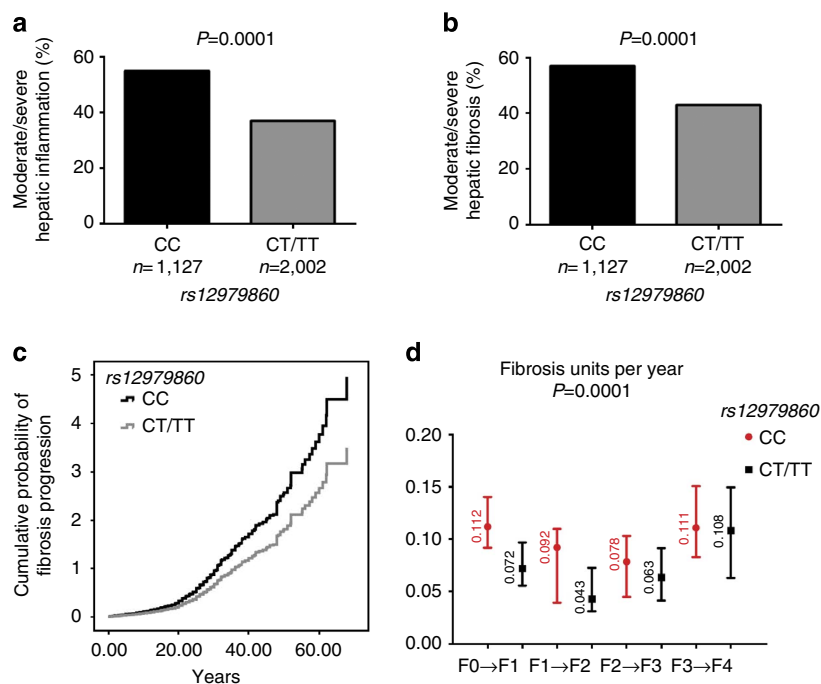 a
P=0.0001
Moderate/severe
hepatic inflammation (%)
60
40
20
0
CC
CT/TT
n=1,127
n=2,002
rs12979860
b
P=0.0001
Moderate/severe
hepatic fibrosis (%)
60
40
20
0
CC
CT/TT
n=1,127
n=2,002
rs12979860
c
Cumulative probability of
fibrosis progression
5
4
3
2
1
0
rs12979860
CC
CT/TT
0.00
20.00
40.00
60.00
Years
d
Fibrosis units per year
P=0.0001
rs12979860
CC
CT/TT
0.20
0.15
0.10
0.05
0.00
0.112
0.072
0.092
0.043
0.078
0.063
0.111
0.108
F0→F1
F1→F2
F2→F3
F3→F4